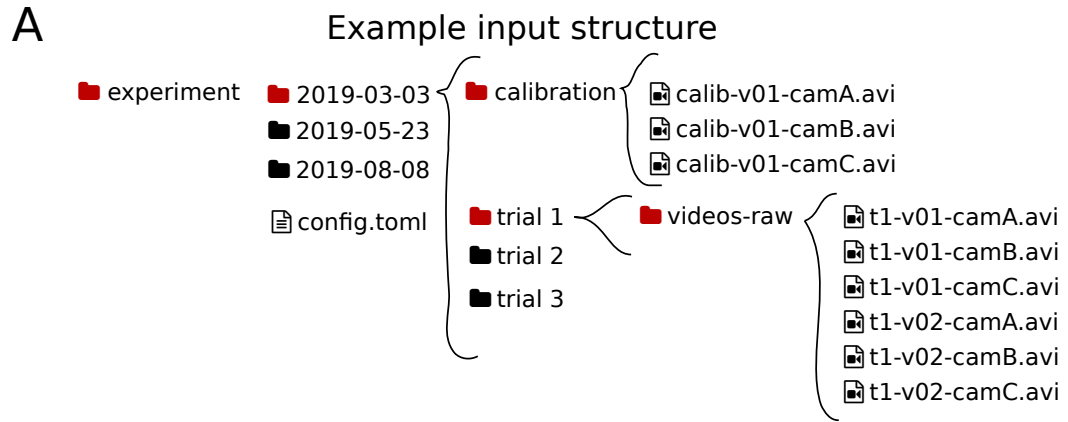 A
Example input structure
experiment
2019-03-03
2019-05-23
2019-08-08
config.toml
calibration
calib-v01-camA.avi
calib-v01-camB.avi
calib-v01-camC.avi
trial 1
trial 2
trial 3
videos-raw
t1-v01-camA.avi
t1-v01-camB.avi
t1-v01-camC.avi
t1-v02-camA.avi
t1-v02-camB.avi
t1-v02-camC.avi